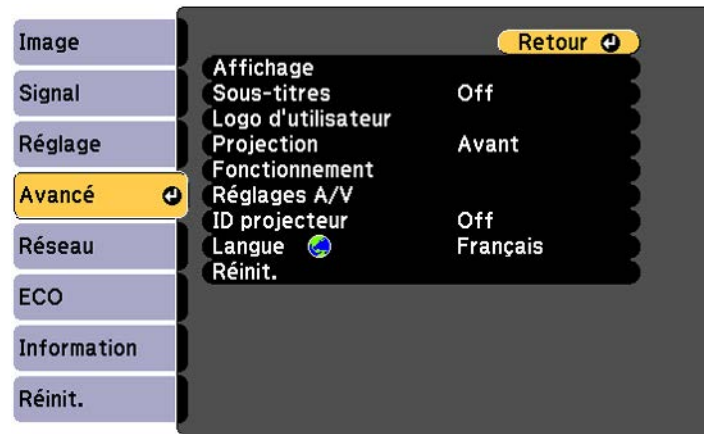 Image
Signal
Réglage
Avancé
Réseau
ECO
Information
Réinit.
Retour
Affichage
Sous-titres Off
Logo d'utilisateur
Projection Avant
Fonctionnement
Réglages A/V
ID projecteur Off
Langue Français
Réinit.